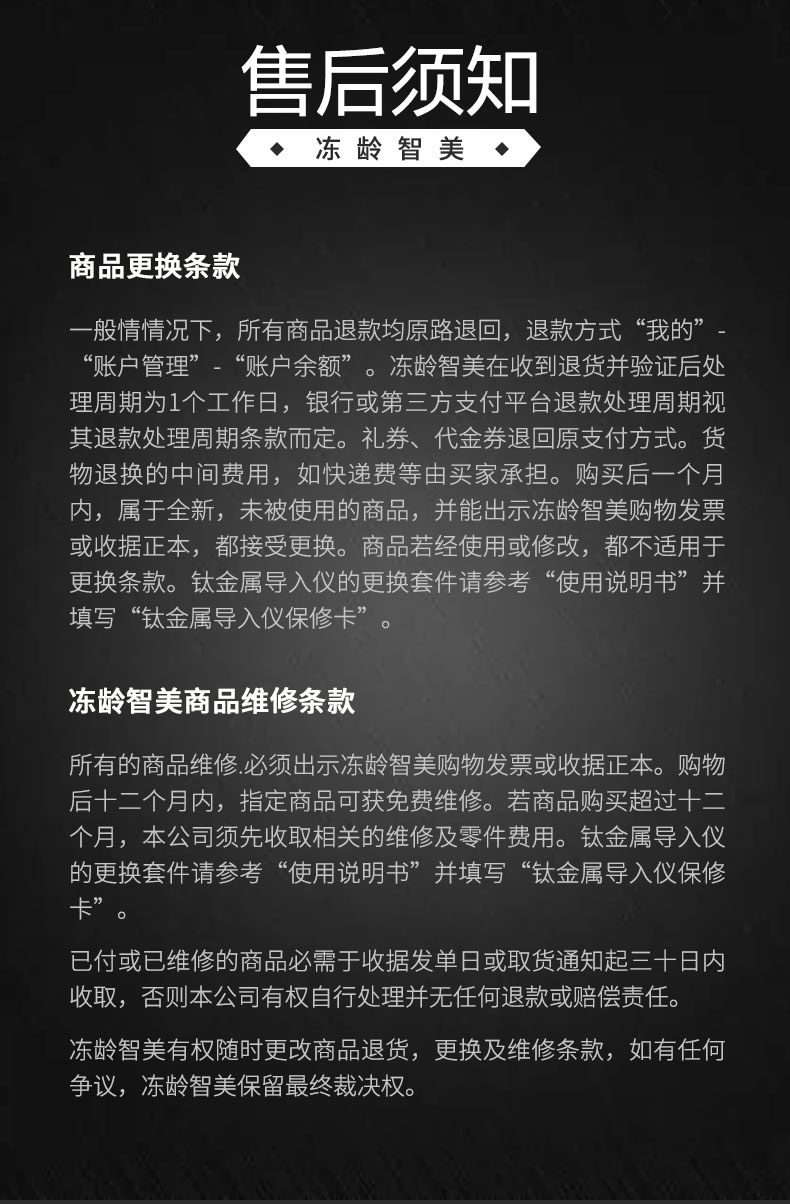 售后须知
冻龄智美
商品更换条款
一般情情况下，所有商品退款均原路退回，退款方式“我的”-
“账户管理”-“账户余额”。冻龄智美在收到退货并验证后处
理周期为1个工作日，银行或第三方支付平台退款处理周期视
其退款处理周期条款而定。礼券、代金券退回原支付方式。货
物退换的中间费用，如快递费等由买家承担。购买后一个月
内，属于全新，未被使用的商品，并能出示冻龄智美购物发票
或收据正本，都接受更换。商品若经使用或修改，都不适用于
更换条款。钛金属导入仪的更换套件请参考“使用说明书”并
填写“钛金属导入仪保修卡”。
冻龄智美商品维修条款
所有的商品维修.必须出示冻龄智美购物发票或收据正本。购物
后十二个月内，指定商品可获免费维修。若商品购买超过十二
个月，本公司须先收取相关的维修及零件费用。钛金属导入仪
的更换套件请参考“使用说明书”并填写“钛金属导入仪保修
卡”。
已付或已维修的商品必需于收据发单日或取货通知起三十日内
收取，否则本公司有权自行处理并无任何退款或赔偿责任。
冻龄智美有权随时更改商品退货，更换及维修条款，如有任何
争议，冻龄智美保留最终裁决权。